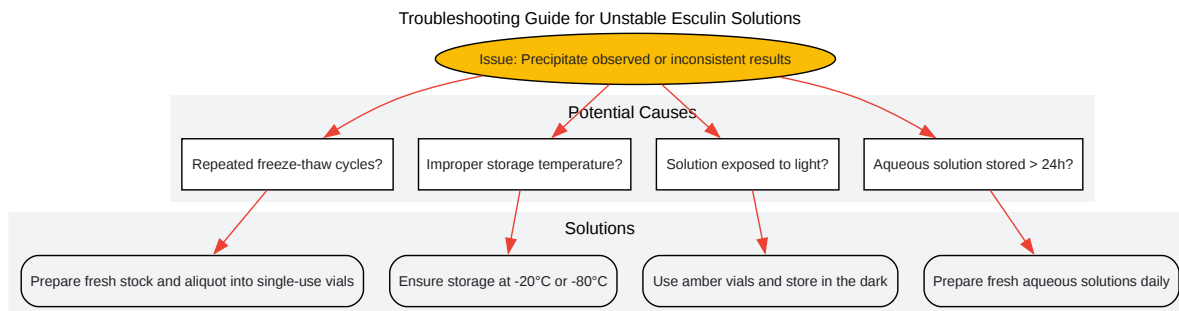 Troubleshooting Guide for Unstable Esculin Solutions
Issue: Precipitate observed or inconsistent results
Potential Causes
Repeated freeze-thaw cycles?
Improper storage temperature?
Solution exposed to light?
Aqueous solution stored > 24h?
Solutions
Prepare fresh stock and aliquot into single-use vials
Ensure storage at -20°C or -80°C
Use amber vials and store in the dark
Prepare fresh aqueous solutions daily